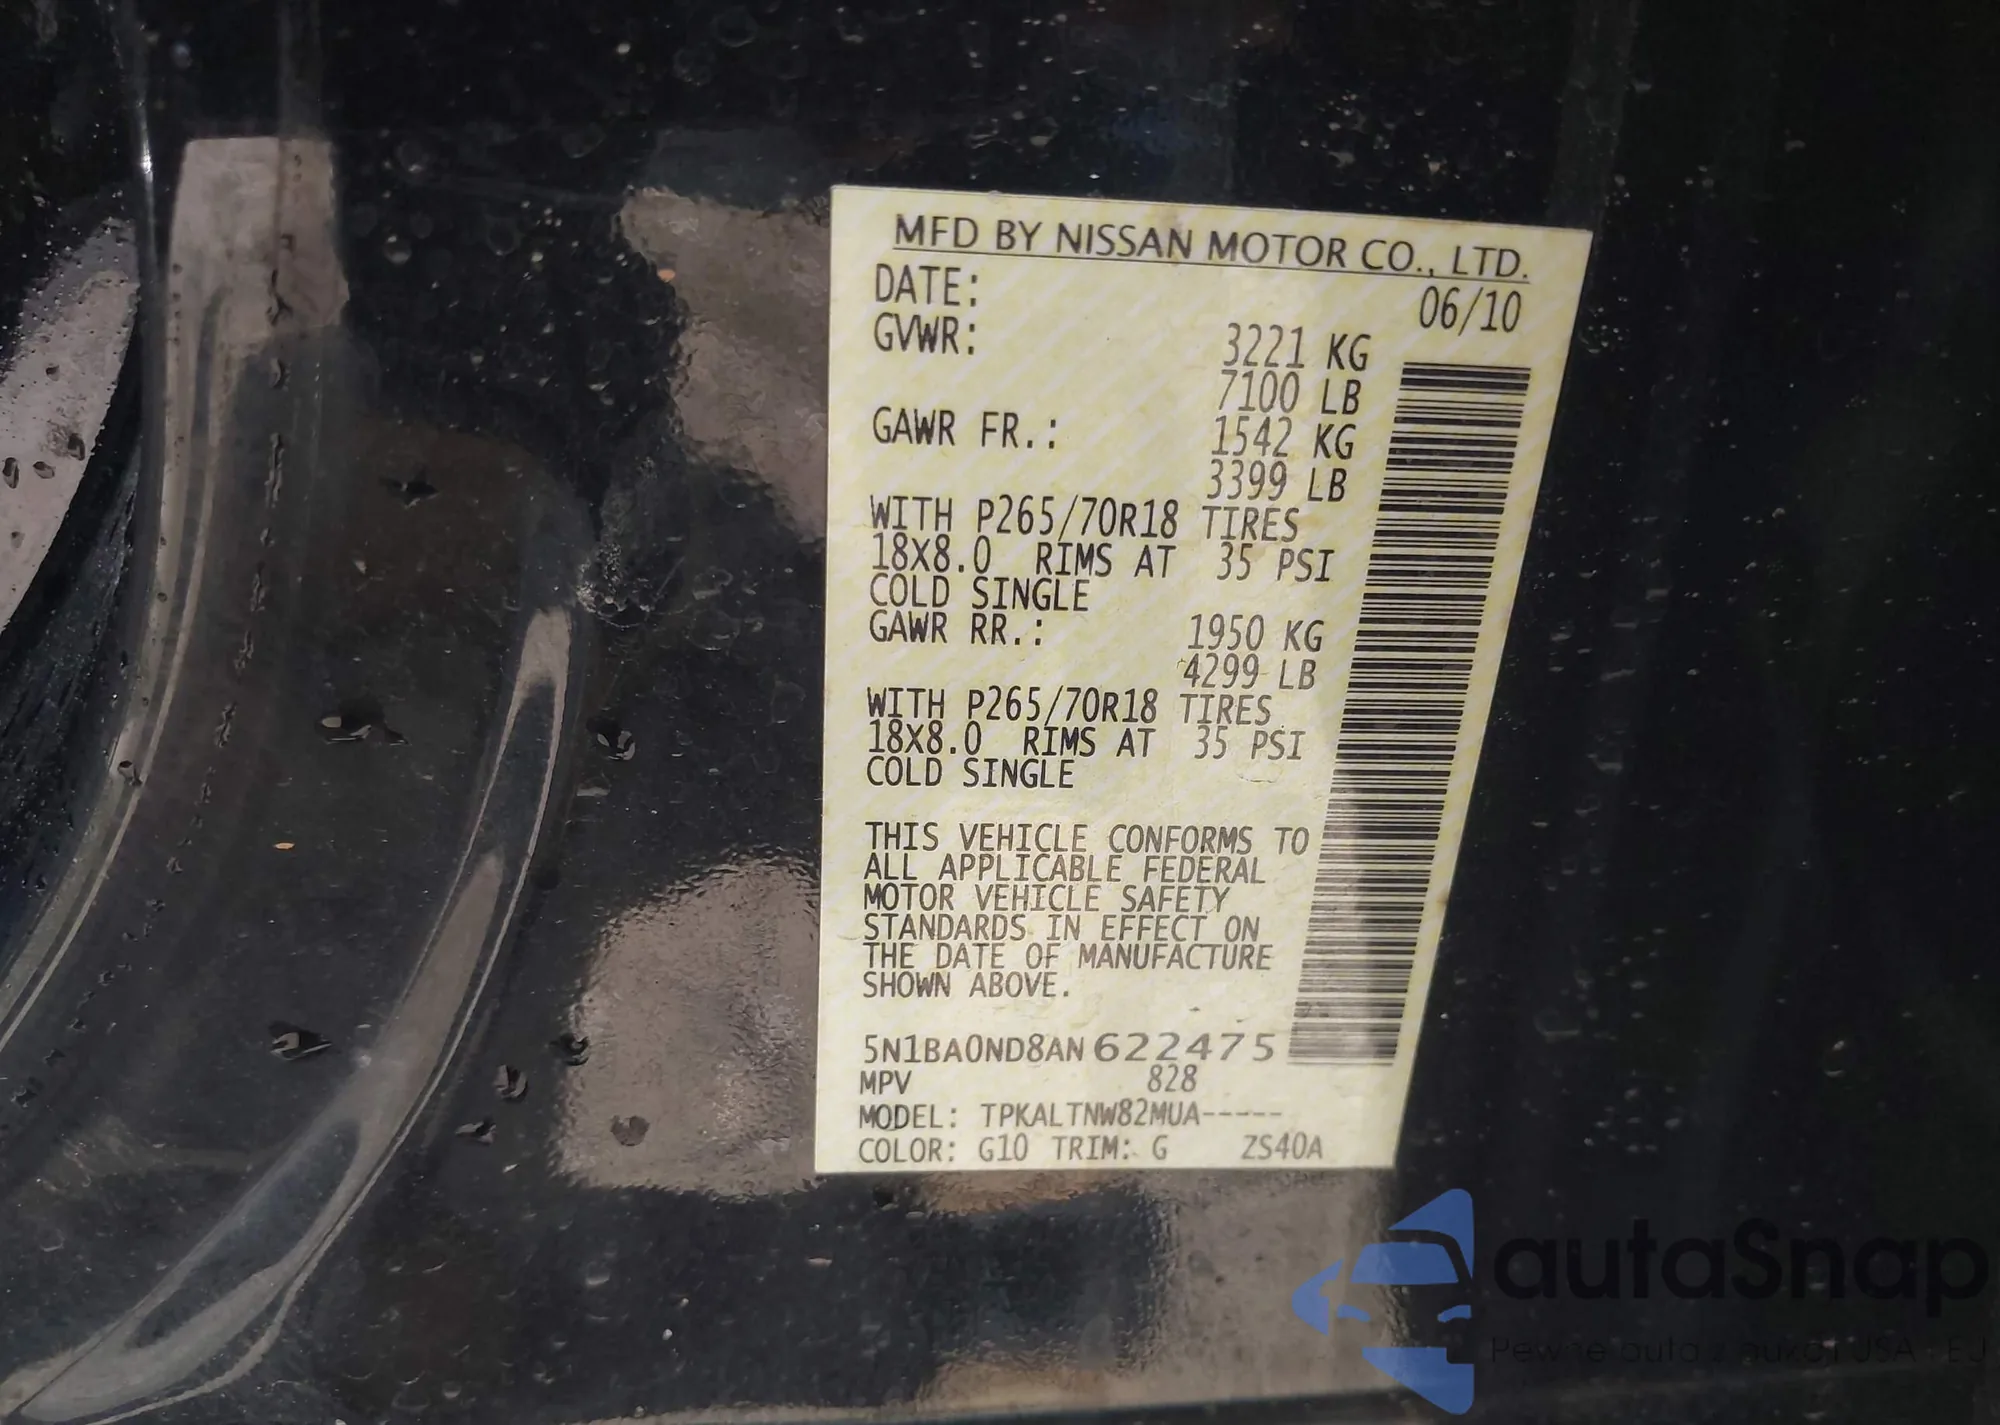 MFD BY NISSAN MOTOR CO., LTD.
DATE: 06/10
GVWR: 3221 KG
7100 LB
GAWR FR.: 1542 KG
3399 LB
WITH P265/70R18 TIRES
18X8.0 RIMS AT 35 PSI
COLD SINGLE
GAWR RR.: 1950 KG
4299 LB
WITH P265/70R18 TIRES
18X8.0 RIMS AT 35 PSI
COLD SINGLE
THIS VEHICLE CONFORMS TO
ALL APPLICABLE FEDERAL
MOTOR VEHICLE SAFETY
STANDARDS IN EFFECT ON
THE DATE OF MANUFACTURE
SHOWN ABOVE.
5N1BA0ND8AN622475
MPV 828
MODEL: TPKALTNW82MUA-----
COLOR: G10 TRIM: G ZS40A
autaSnap
Pewne auta z aukcji USA